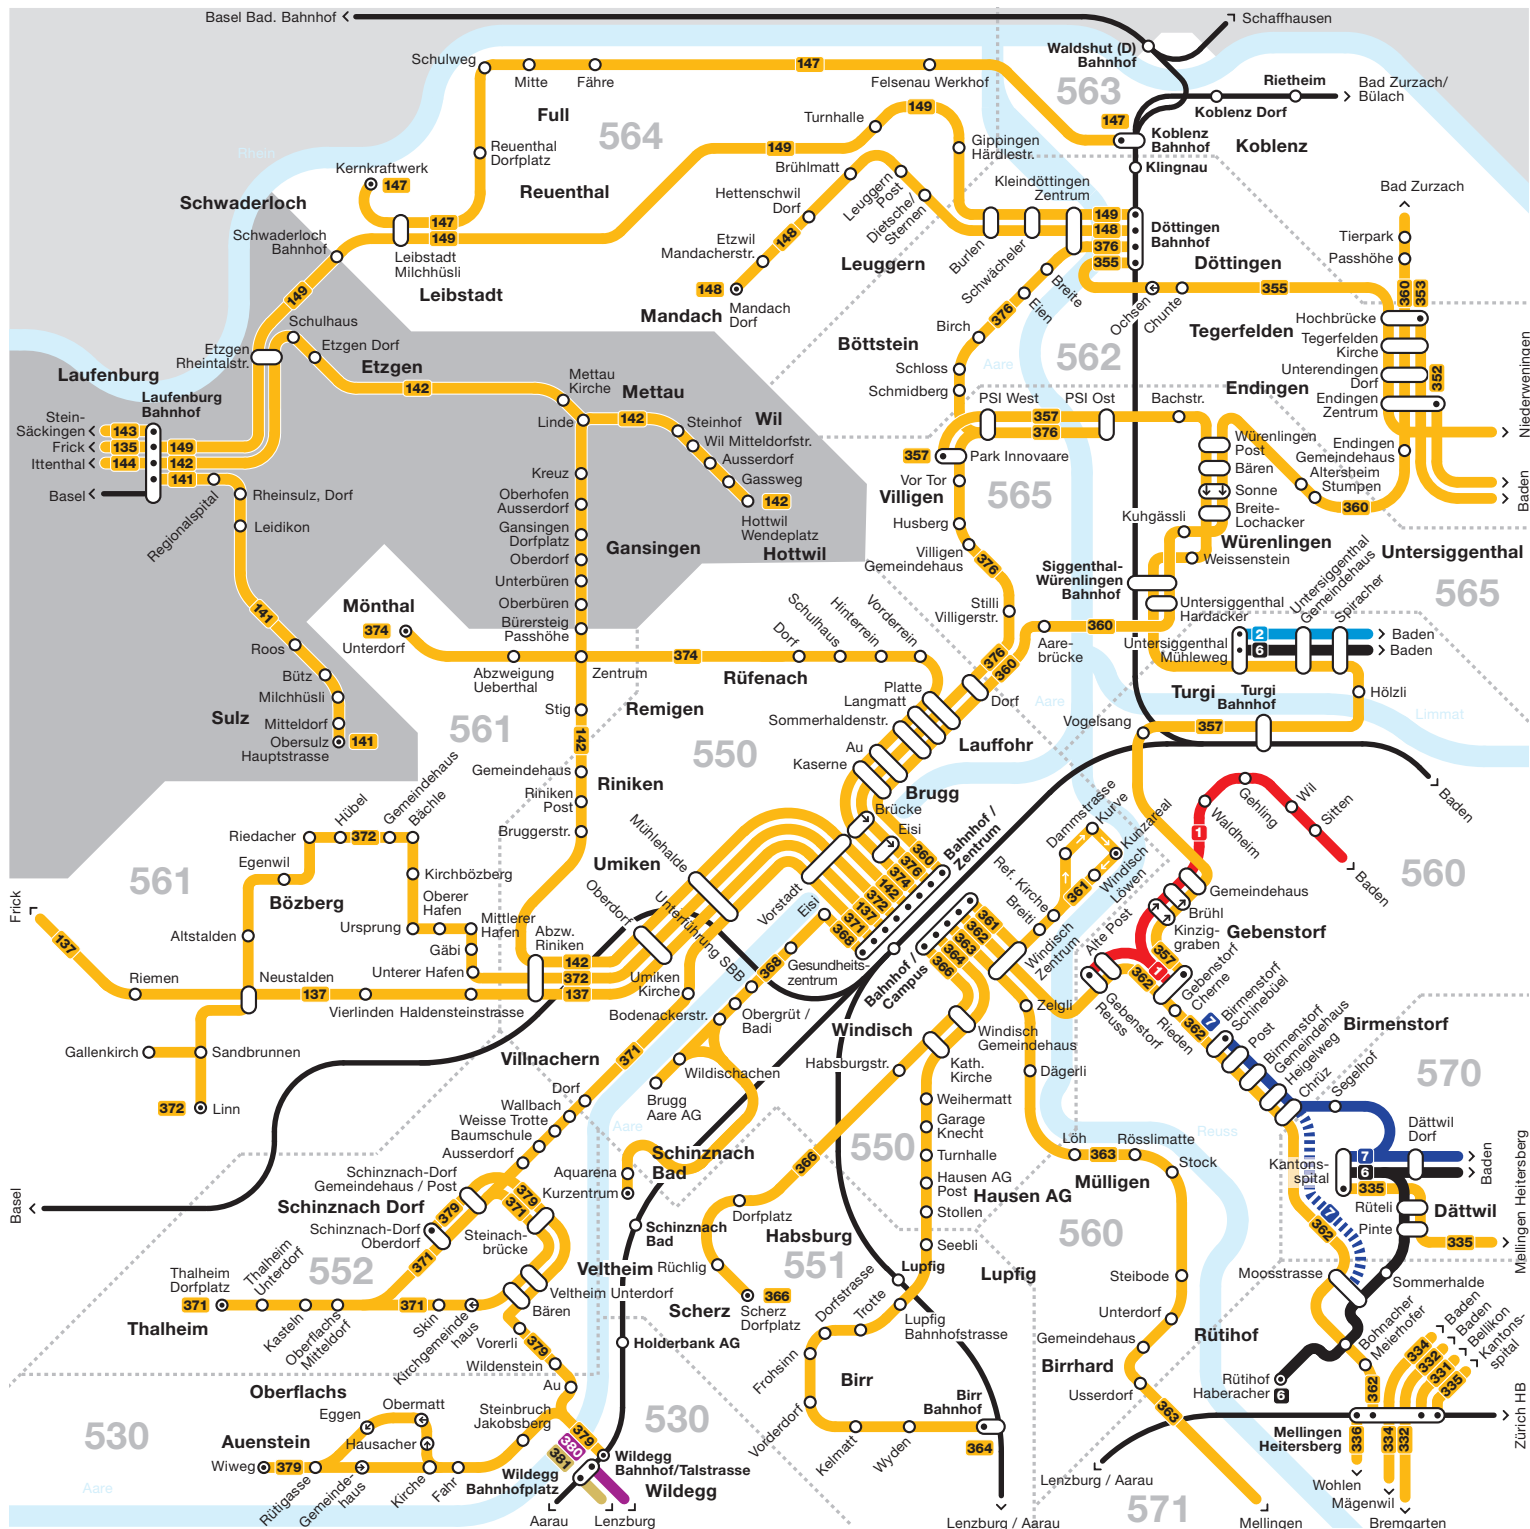 Basel Bad. Bahnhof
Schaffhausen
Waldshut (D)
Bahnhof
Schulweg
Mitte
Fähre
147
Felsenau Werkhof
563
Rietheim
Bad Zurzach/
Bülach
Koblenz Dorf
Full
564
Turnhalle
149
147
Koblenz
Bahnhof
Koblenz
Rhein
Reuenthal
Dorfplatz
149
Gippingen
Härdlestr.
Kernkraftwerk
147
Brühlmatt
Klingnau
Reuenthal
Hettenschwil
Dorf
Leuggern
Post
Dietsche/
Sternen
Kleindöttingen
Zentrum
Bad Zurzach
Schwaderloch
147
149
148
149
148
376
355
Döttingen
Bahnhof
Tierpark
Passhöhe
Schwaderloch
Bahnhof
Leibstadt
Milchhüsli
Etzwil
Mandacherstr.
Burlen
Schwächeler
Leuggern
Breite
Eien
Döttingen
Leibstadt
149
148
Mandach
Dorf
Mandach
376
Ochsen
Chunte
355
360
353
Schulhaus
Etzgen Dorf
Etzgen
Etzgen
Rheintalstr.
Birch
Böttstein
Aare
562
Tegerfelden
Hochbrücke
Tegerfelden
Kirche
Unterendingen
Dorf
352
Endingen
Endingen
Zentrum
Niederweningen
Laufenburg
Laufenburg
Bahnhof
142
Mettau
Kirche
Mettau
Schloss
Schmidberg
Stein-
Säckingen
143
Frick
135
149
Ittenthal
144
142
141
Basel
Linde
142
Steinhof
Wil
Wil Mitteldorfstr.
Ausserdorf
Gassweg
142
Hottwil
Wendeplatz
Hottwil
PSI West
357
376
PSI Ost
Bachstr.
357
Park Innovaare
Vor Tor
Villigen
565
Würenlingen
Post
Bären
Sonne
Breite-
Lochacker
Endingen
Gemeindehaus
Altersheim
Stumpen
360
Baden
Regionalspital
Rheinsulz, Dorf
Leidikon
Kreuz
Oberhofen
Ausserdorf
Gansingen
Dorfplatz
Oberdorf
Gansingen
Unterbüren
Oberbüren
Bürersteig
Passhöhe
Husberg
Villigen
Gemeindehaus
376
Kuhgässli
Würenlingen
Weissenstein
Untersiggenthal
565
Siggenthal-
Würenlingen
Bahnhof
141
Mönthal
374
Unterdorf
Stilli
Villigerstr.
360
Aare-
brücke
Untersiggenthal
Hardacker
Untersiggenthal
Gemeindehaus
Spiracher
Untersiggenthal
Mühleweg
2
6
Baden
Baden
Roos
Bütz
Milchhüsli
Mitteldorf
Obersulz
Hauptstrasse
141
Sulz
Abzweigung
Ueberthal
Zentrum
374
Dorf
Schulhaus
Hinterrein
Vorderrein
Rüfenach
376
360
Dorf
Platte
Langmatt
Sommerhaldenstr.
Au
Kaserne
Lauffohr
Aare
Turgi
Turgi
Bahnhof
Hölzli
Limmat
Vogelsang
357
Baden
561
Stig
Remigen
142
550
Gemeindehaus
Riniken
Riniken
Post
Bruggerstr.
Riedacher
Hübel
372
Gemeindehaus
Bächle
Egenwil
561
Bözberg
Kirchbözberg
Oberer
Hafen
Ursprung
Mittlerer
Hafen
Gäbi
Unterer Hafen
Umiken
Mühlehalde
Oberdorf
Unterführung SBB
Vorstadt
Eisi
Brugg
Brücke
Eisi
360
376
374
142
372
137
371
368
Bahnhof /
Zentrum
Bahnhof /
Campus
361
362
363
364
366
Dammstrasse
Kurve
Kunzareal
Windisch
Löwen
361
Ref. Kirche
Breiti
Windisch
Zentrum
1
Waldheim
Gehling
Wil
Sitten
Baden
560
Gemeindehaus
Brühl
Kinzig-
graben
Gebenstorf
Alte Post
357
1
362
Gebenstorf
Cherne
Gebenstorf
Reuss
Rieden
Frick
137
Riemen
Altstalden
Neustalden
137
Vierlinden
Haldensteinstrasse
Abzw.
Riniken
142
372
137
Umiken
Kirche
Bodenackerstr.
368
Gesundheits-
zentrum
Obergrüt /
Badi
Gallenkirch
Sandbrunnen
372
Linn
Villnachern
371
Wildischachen
Brugg
Aare AG
Windisch
Habsburgstr.
Windisch
Gemeindehaus
Zelgli
Dägerli
Kath.
Kirche
Weihermatt
Garage
Knecht
Turnhalle
Hausen AG
Post
Hausen AG
Stollen
Seebli
550
362
7
Birmenstorf
Schinebüel
Post
Birmenstorf
Gemeindehaus
Heigelweg
Chrüz
Segelhof
Birmenstorf
570
Dättwil
Dorf
Kantons-
spital
7
6
335
Baden
Rüteli
Pinte
Dättwil
335
Mellingen Heitersberg
7
362
Dorf
Wallbach
Weisse Trotte
Baumschule
Ausserdorf
Schinznach-Dorf
Gemeindehaus / Post
Schinznach Dorf
Schinznach-Dorf
Oberdorf
379
371
379
371
Steinach-
brücke
Aare
Aquarena
Kurzentrum
Schinznach
Bad
Schinznach
Bad
366
Dorfplatz
Habsburg
Rüchlig
551
Scherz
366
Scherz
Dorfplatz
Löh
363
Rösslimatte
Stock
Mülligen
Reuss
560
Basel
552
Thalheim
Dorfplatz
371
Thalheim
Thalheim
Unterdorf
Kasteln
Oberflachs
Mitteldorf
371
Skin
Kirchgemeinde
haus
Veltheim
Veltheim Unterdorf
Bären
Vorerli
379
Wildenstein
Au
Holderbank AG
Lupfig
Lupfig
Dorfstrasse
Trotte
Lupfig
Bahnhofstrasse
Frohsinn
Birr
Birr
Bahnhof
364
Vorderdorf
Kelmatt
Wyden
Steibode
Unterdorf
Gemeindehaus
Birrhard
Usserdorf
363
Rütihof
Rütihof
Haberacher
6
Moosstrasse
Sommerhalde
Bohnacher
Meierhofer
362
334
332
331
335
Baden
Baden
Bellikon
Kantons-
spital
Mellingen
Heitersberg
336
334
332
Wohlen
Mägenwil
Bremgarten
Zürich HB
Oberflachs
530
Auenstein
Eggen
Obermatt
Hausacher
Wiweg
379
Rütigasse
Gemeinde-
haus
Kirche
Fahr
Steinbruch
Jakobsberg
530
379
380
381
Wildegg
Bahnhof/Talstrasse
Wildegg
Bahnhofplatz
Wildegg
Aarau
Lenzburg
Aare
Lenzburg / Aarau
Lenzburg / Aarau
571
Mellingen